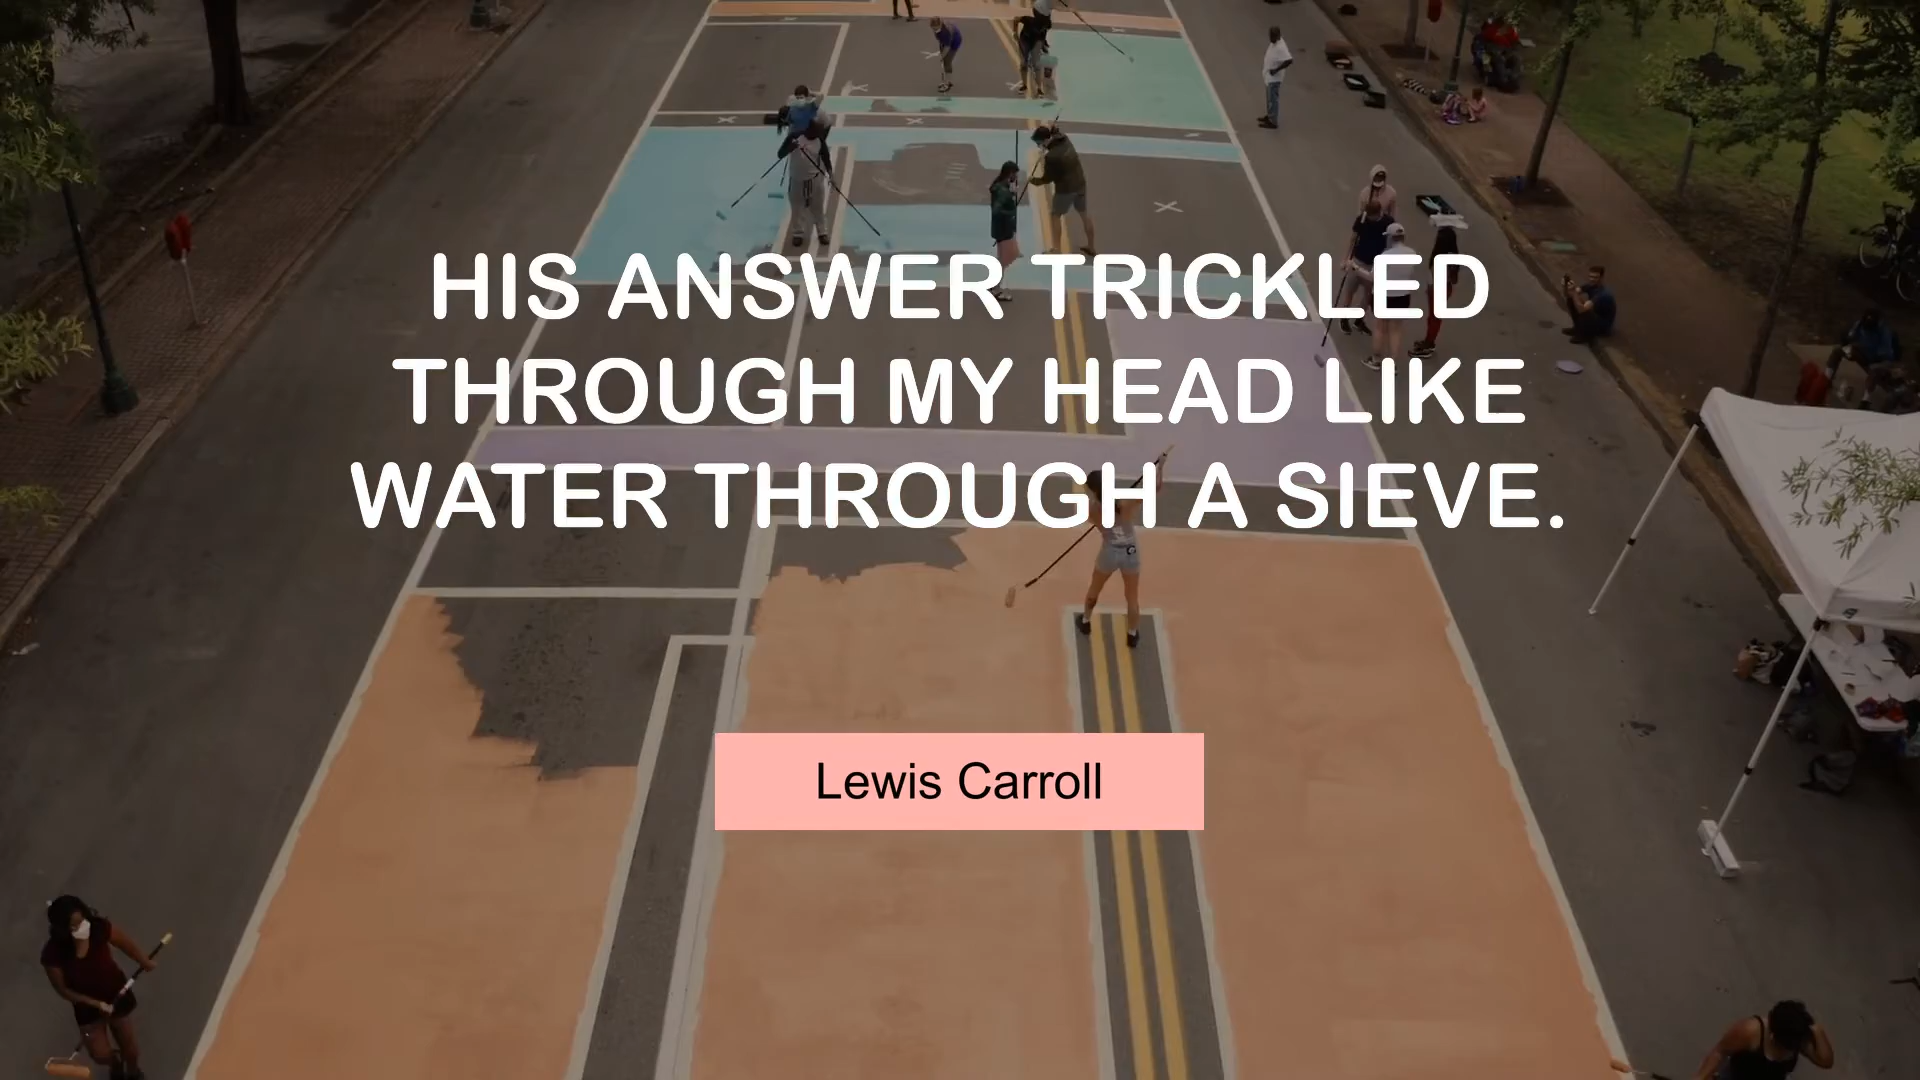 HIS ANSWER TRICKLED
THROUGH MY HEAD LIKE
WATER THROUGH A SIEVE.
Lewis Carroll